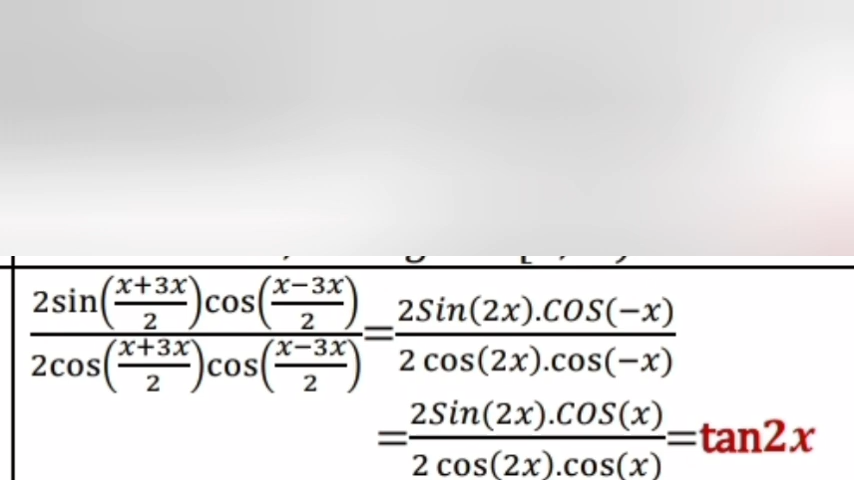 2sin((x+3x)/2)cos((x−3x)/2) / 2cos((x+3x)/2)cos((x−3x)/2) = 2Sin(2x).COS(−x) / 2 cos(2x).cos(−x)
= 2Sin(2x).COS(x) / 2 cos(2x).cos(x) = tan2x